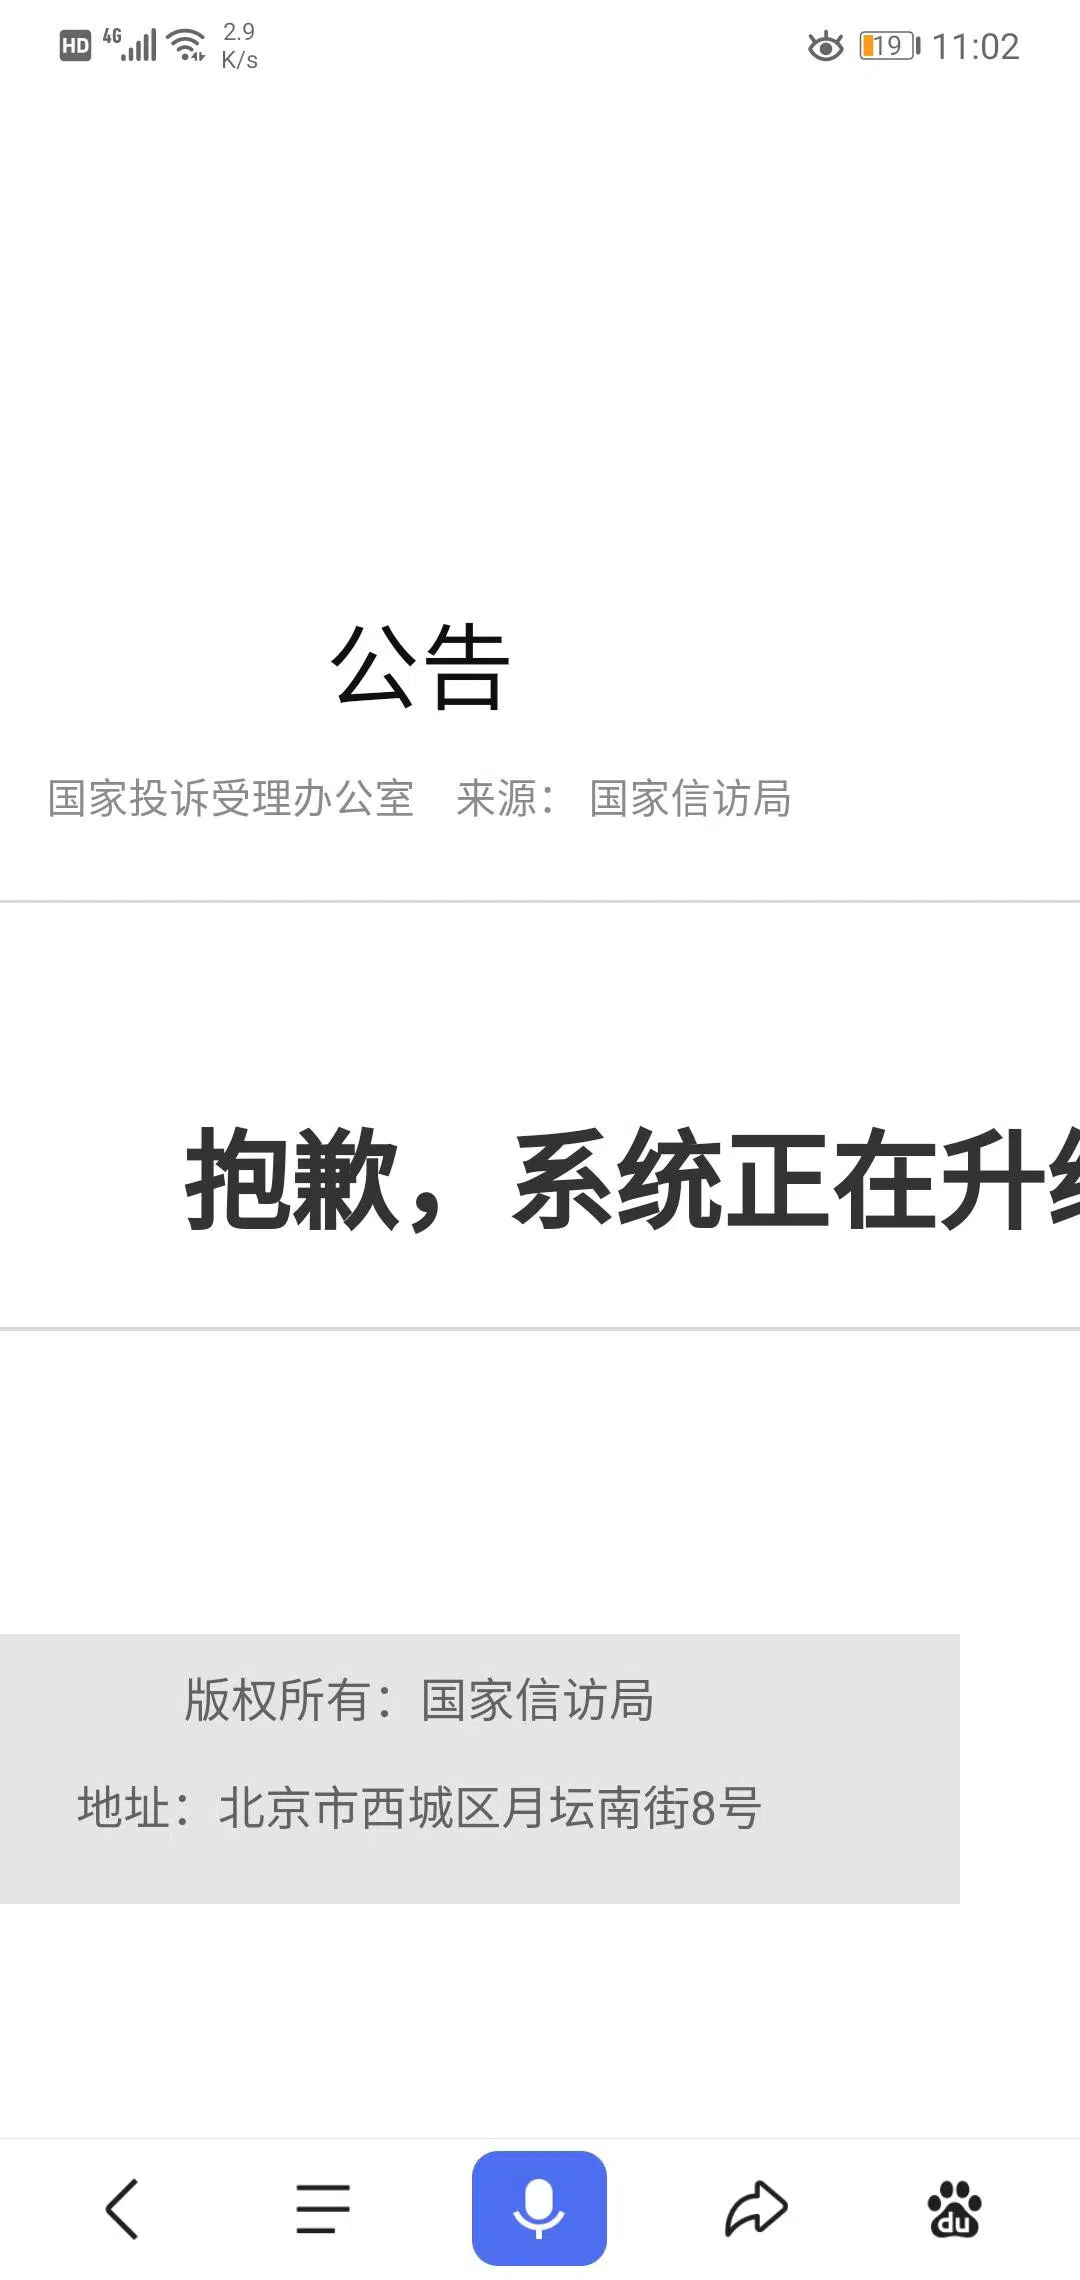 HD 4G 2.9 K/s 19 11:02
公告
国家投诉受理办公室 来源： 国家信访局
抱歉，系统正在升
版权所有：国家信访局
地址：北京市西城区月坛南街8号
du